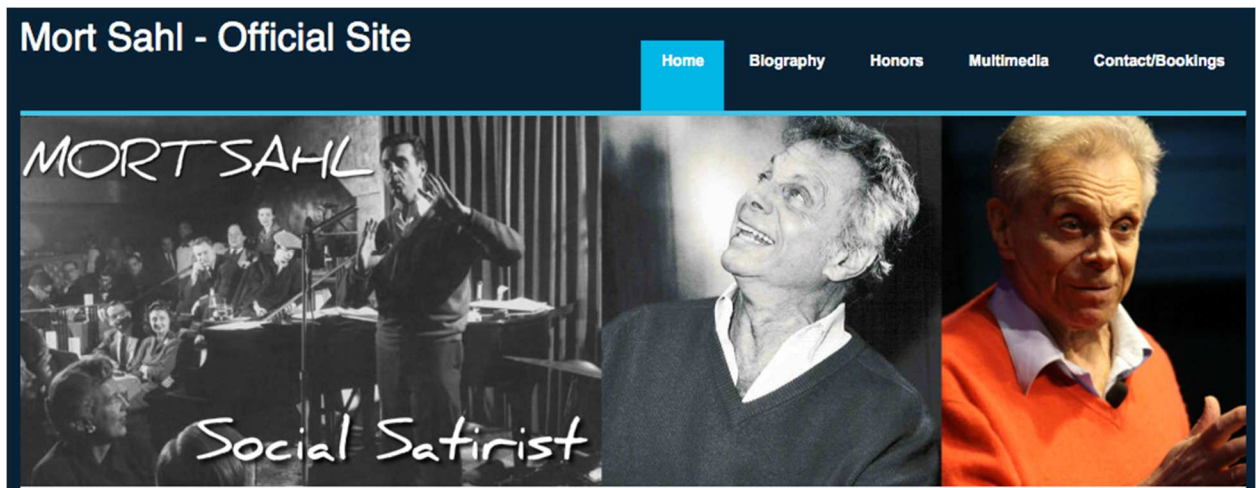 Mort Sahl - Official Site
Home Biography Honors Multimedia Contact/Bookings
MORT SAHL
Social Satirist